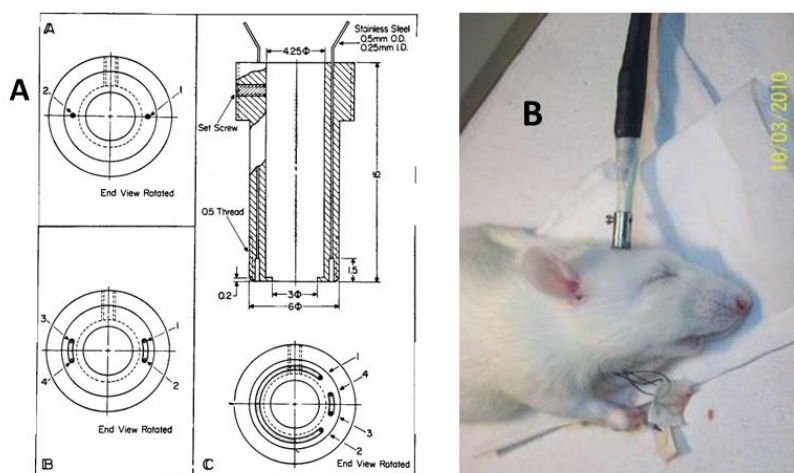 A
A
2.
1
End View Rotated
Stainless Steel
0.5mm O.D.
0.25mm I.D.
4.25Φ
Set Screw
0.5 Thread
15
1.5
0.2
3Φ
6Φ
3
1
4
2
End View Rotated
B
1
4
3
2
End View Rotated
C
B
10/03/2010